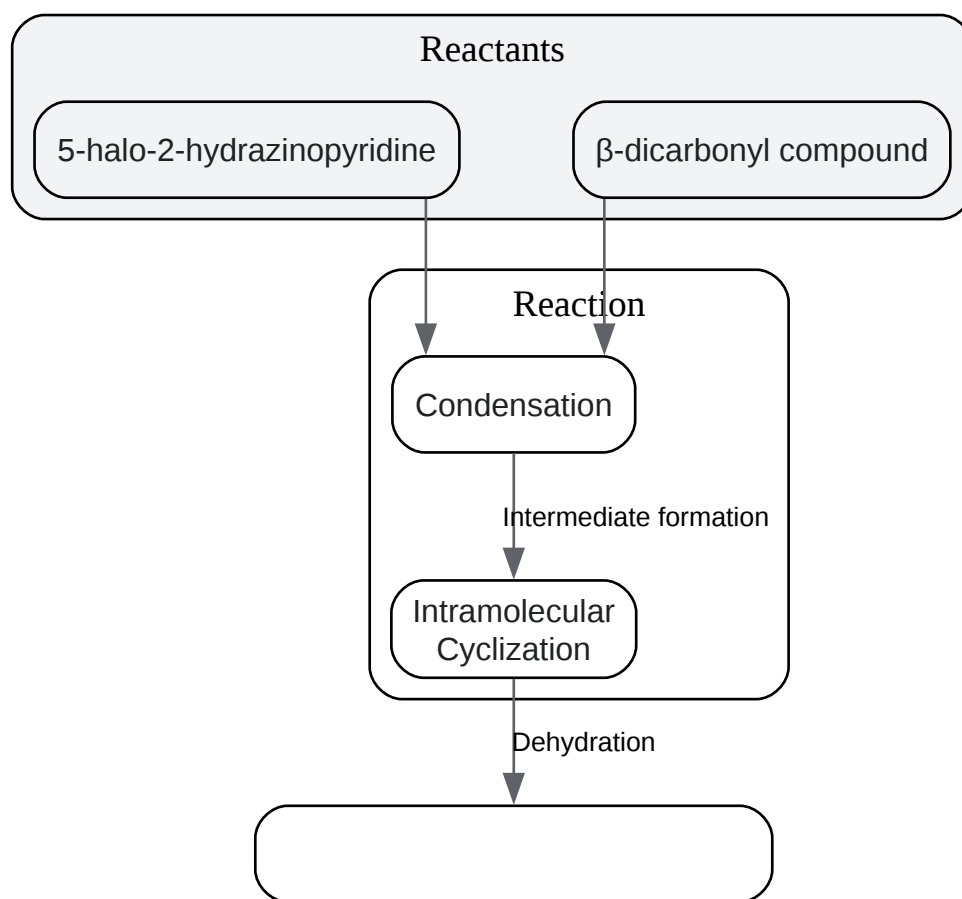 Reactants
5-halo-2-hydrazinopyridine
β-dicarbonyl compound
Reaction
Condensation
Intermediate formation
Intramolecular
Cyclization
Dehydration